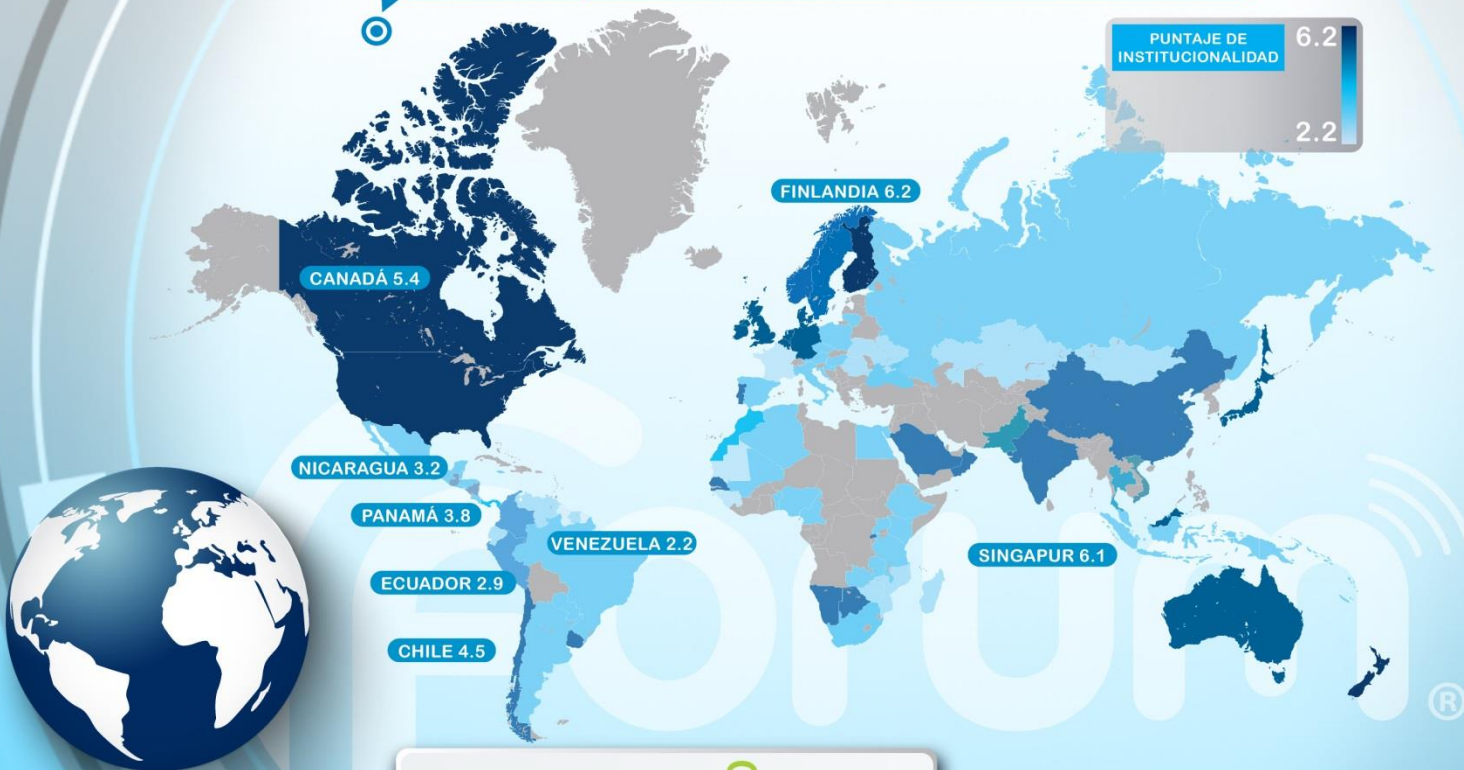 PUNTAJE DE
INSTITUCIONALIDAD
6.2
2.2
FINLANDIA 6.2
CANADÁ 5.4
NICARAGUA 3.2
PANAMÁ 3.8
VENEZUELA 2.2
SINGAPUR 6.1
ECUADOR 2.9
CHILE 4.5
Forum®